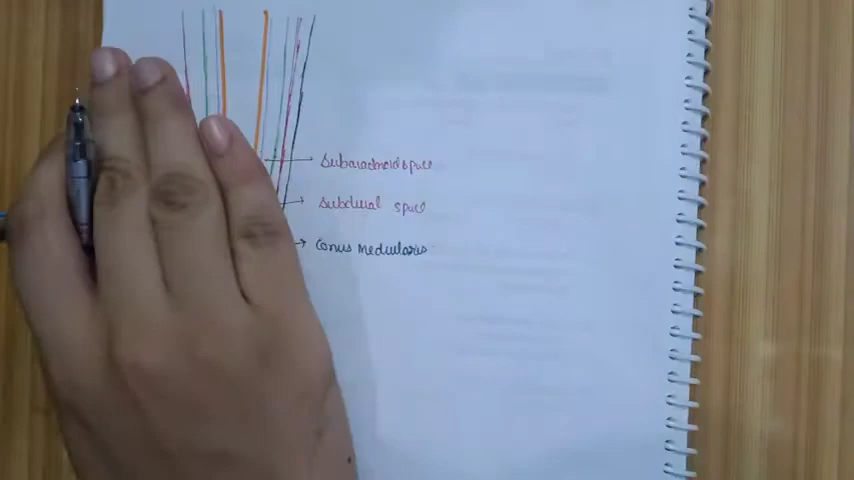 Subarachnoid space
Subdural space
Conus Medullaris